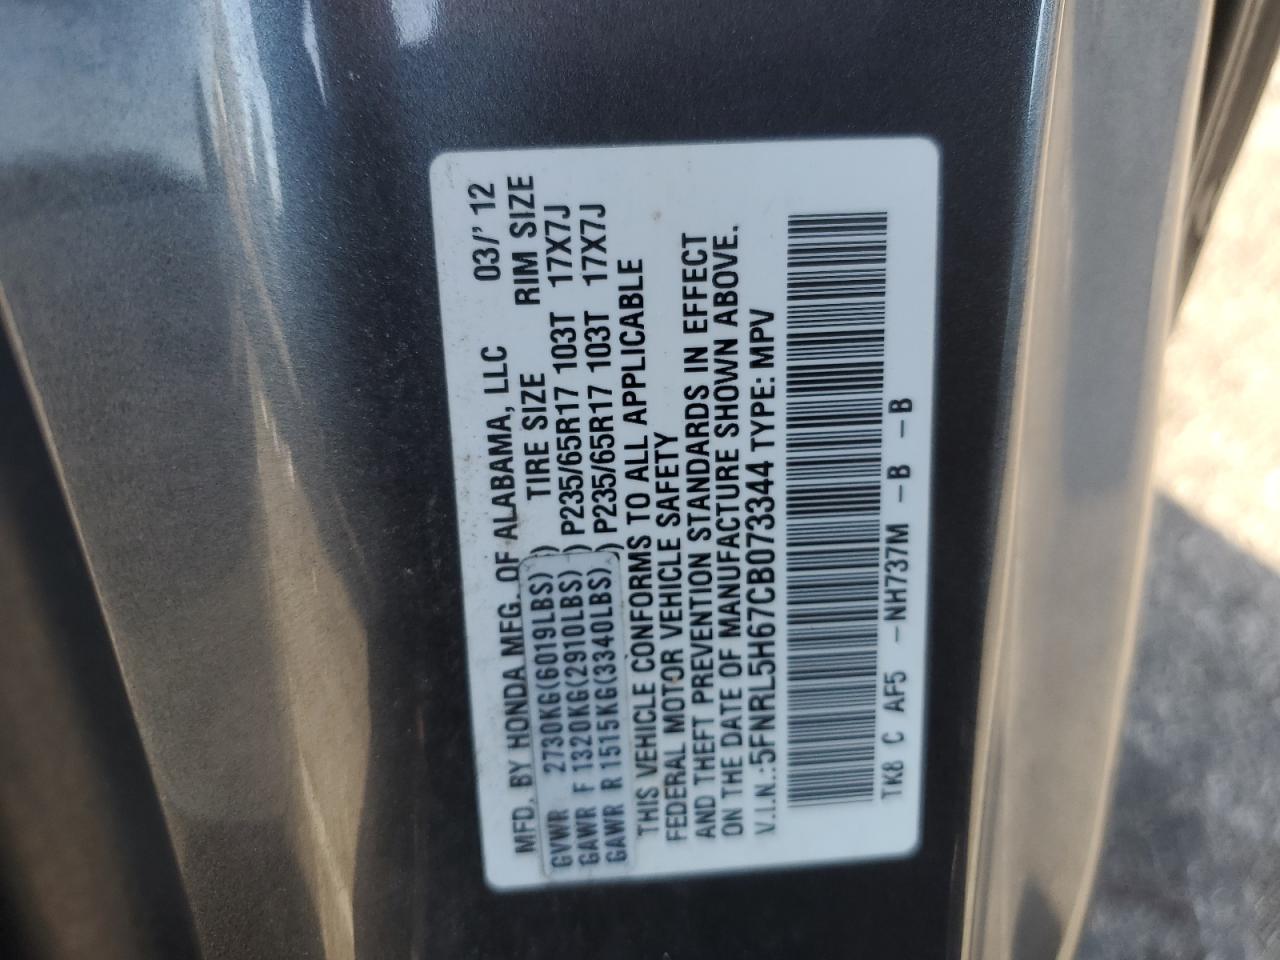 MFD. BY HONDA MFG. OF ALABAMA, LLC 03/' 12
TIRE SIZE RIM SIZE
GVWR 2730KG(6019LBS) ) P235/65R17 103T 17X7J
GAWR F 1320KG(2910LBS) ) P235/65R17 103T 17X7J
GAWR R 1515KG(3340LBS) )
THIS VEHICLE CONFORMS TO ALL APPLICABLE
FEDERAL MOTOR VEHICLE SAFETY
AND THEFT PREVENTION STANDARDS IN EFFECT
ON THE DATE OF MANUFACTURE SHOWN ABOVE.
V.I.N.:5FNRL5H67CB073344 TYPE: MPV
TK8 C AF5 -NH737M -B -B